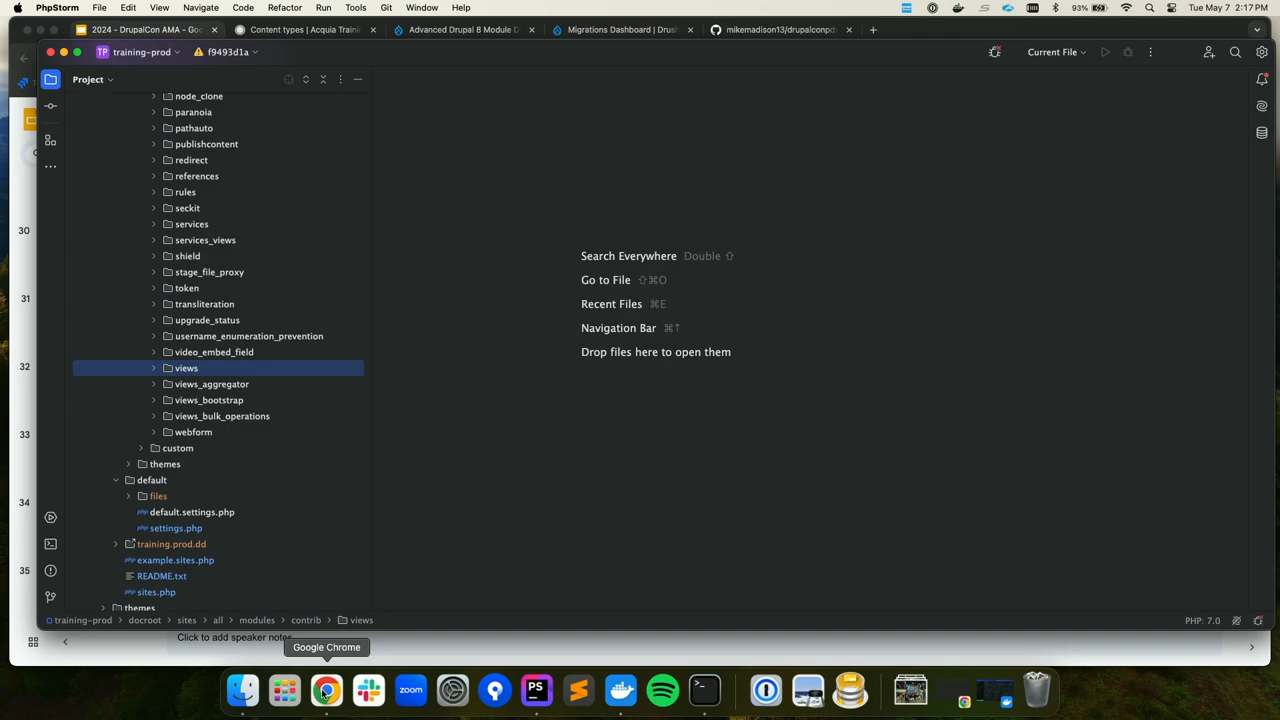 PhpStorm File Edit View Navigate Code Refactor Run Tools Git Window Help 93% Tue May 7 2:17 PM
2024 - DrupalCon AMA - Goo Content types | Acquia Traini Advanced Drupal 8 Module D Migrations Dashboard | Drush mikemadison13/drupalconpd
TP training-prod f9493d1a Current File
Project
node_clone
paranoia
pathauto
publishcontent
redirect
references
rules
seckit
services
services_views
shield
stage_file_proxy
token
transliteration
upgrade_status
username_enumeration_prevention
video_embed_field
views
views_aggregator
views_bootstrap
views_bulk_operations
webform
custom
themes
default
files
default.settings.php
settings.php
training.prod.dd
example.sites.php
README.txt
sites.php
themes
30
31
32
33
34
35
Search Everywhere Double ⇧
Go to File ⇧⌘O
Recent Files ⌘E
Navigation Bar ⌘↑
Drop files here to open them
training-prod docroot sites all modules contrib views PHP: 7.0
Click to add speaker notes
Google Chrome
zoom
PS